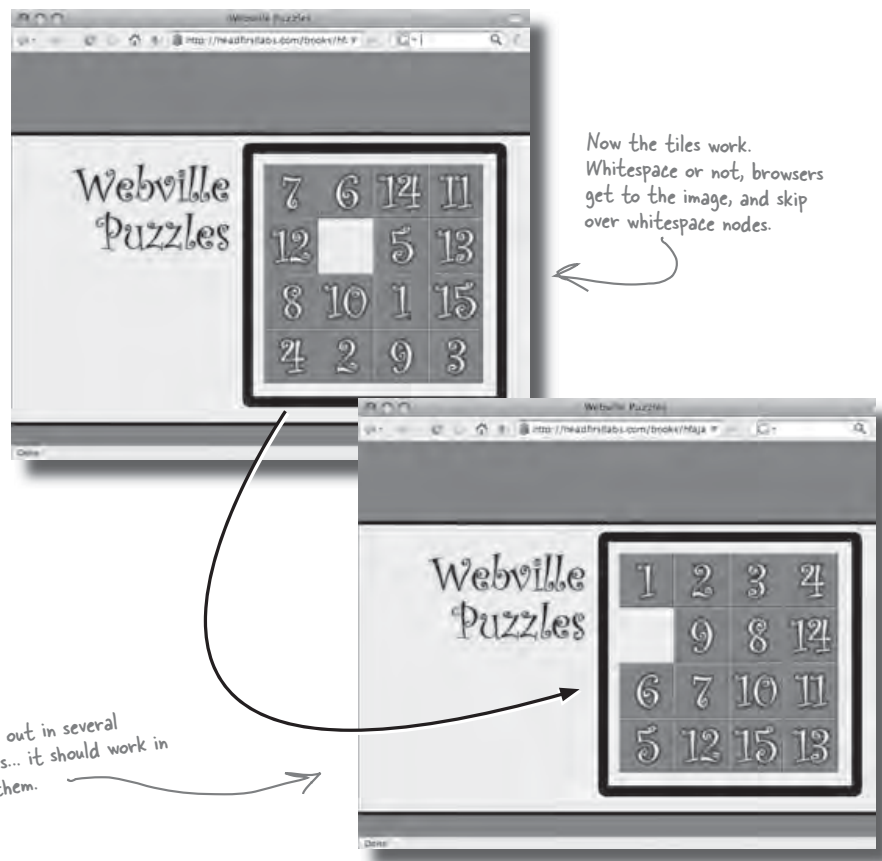 Webville Puzzles
Webville
Puzzles
7 6 14 11
12 5 13
8 10 1 15
4 2 9 3
Done
Now the tiles work.
Whitespace or not, browsers
get to the image, and skip
over whitespace nodes.
Webville Puzzles
Webville
Puzzles
1 2 3 4
9 8 14
6 7 10 11
5 12 15 13
Done
out in several
it should work in
them.